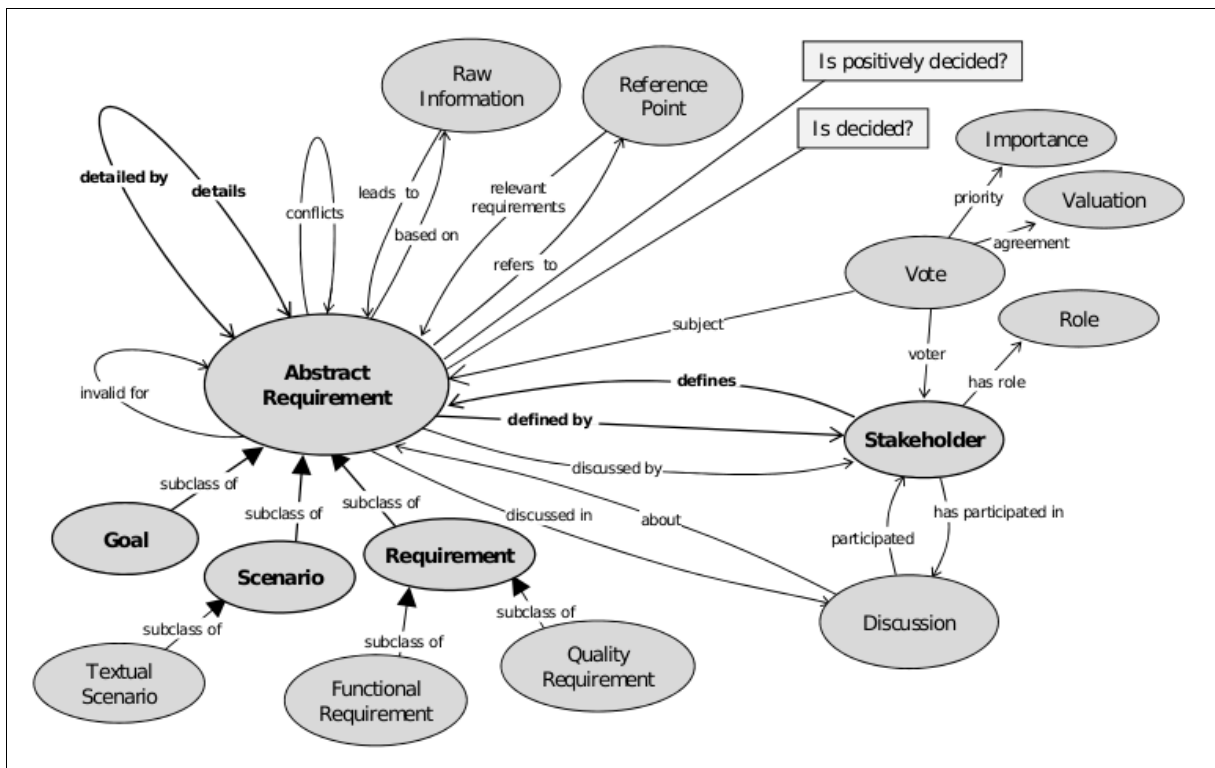 Is positively decided?
Raw
Information
Reference
Point
Is decided?
Importance
detailed by
details
conflicts
leads to
relevant
requirements
priority
Valuation
based on
agreement
refers to
Vote
subject
Role
voter
has role
Abstract
Requirement
invalid for
defines
defined by
Stakeholder
discussed by
subclass of
subclass of
subclass of
discussed in
about
has participated in
participated
Goal
Scenario
Requirement
subclass of
subclass of
subclass of
Discussion
Textual
Scenario
Functional
Requirement
Quality
Requirement